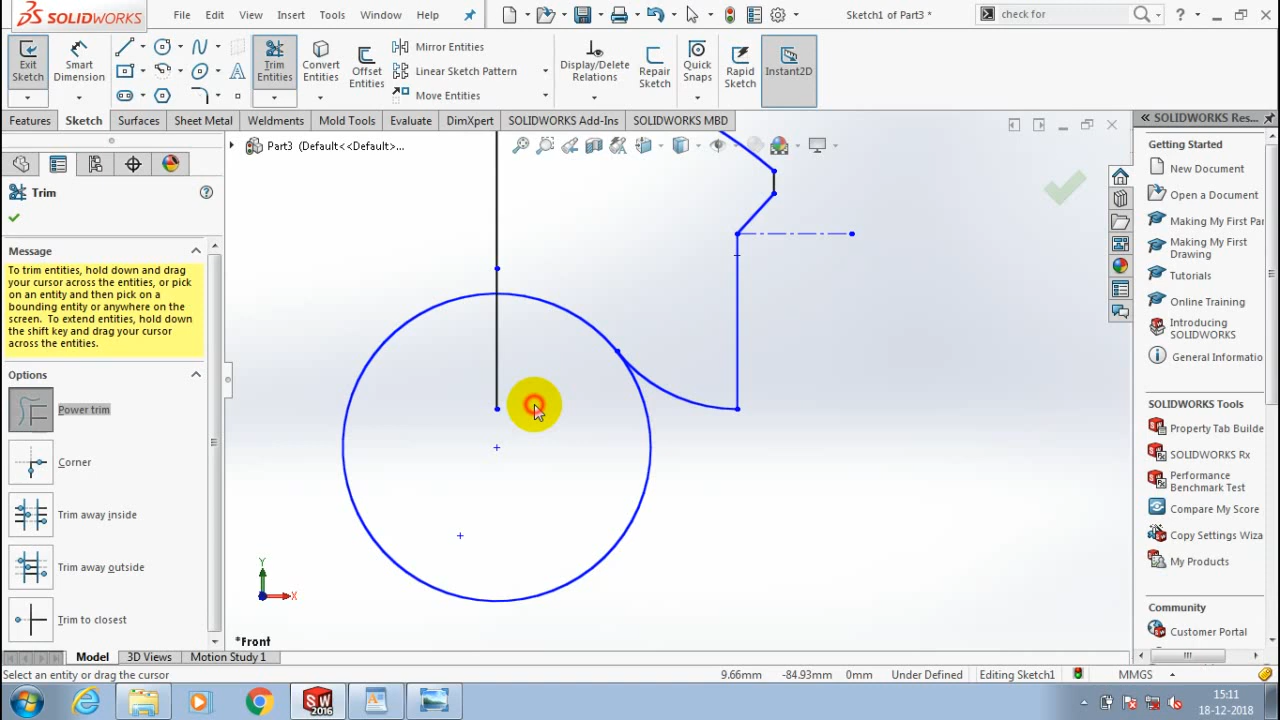 SOLIDWORKS
File Edit View Insert Tools Window Help
Sketch1 of Part3 *
check for
Exit Sketch
Smart Dimension
Trim Entities
Convert Entities
Offset Entities
Mirror Entities
Linear Sketch Pattern
Move Entities
Display/Delete Relations
Repair Sketch
Quick Snaps
Rapid Sketch
Instant2D
Features Sketch Surfaces Sheet Metal Weldments Mold Tools Evaluate DimXpert SOLIDWORKS Add-Ins SOLIDWORKS MBD
Part3 (Default<<Default>...
Trim
Message
To trim entities, hold down and drag
your cursor across the entities, or pick
on an entity and then pick on a
bounding entity or anywhere on the
screen. To extend entities, hold down
the shift key and drag your cursor
across the entities.
Options
Power trim
Corner
Trim away inside
Trim away outside
Trim to closest
Y
X
*Front
SOLIDWORKS Res...
Getting Started
New Document
Open a Document
Making My First Par
Making My First
Drawing
Tutorials
Online Training
Introducing
SOLIDWORKS
General Informatio
SOLIDWORKS Tools
Property Tab Builde
SOLIDWORKS Rx
Performance
Benchmark Test
Compare My Score
Copy Settings Wiza
My Products
Community
Customer Portal
Model 3D Views Motion Study 1
Select an entity or drag the cursor
9.66mm -84.93mm 0mm Under Defined Editing Sketch1 MMGS
SW
2016
15:11
18-12-2018